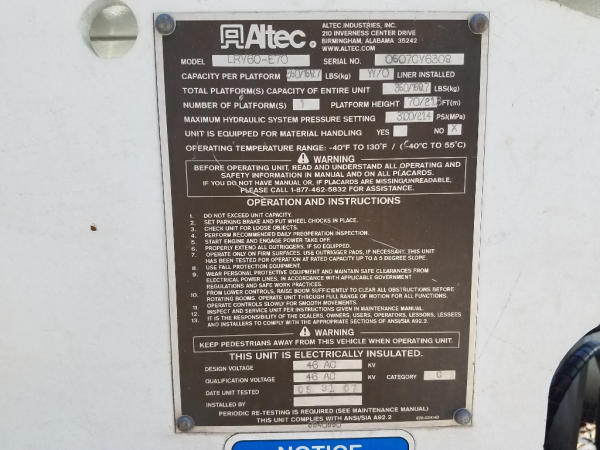 Altec.
ALTEC INDUSTRIES, INC.
210 INVERNESS CENTER DRIVE
BIRMINGHAM, ALABAMA 35242
WWW.ALTEC.COM
MODEL LRY60-E70 SERIAL NO. 0607CY6309
CAPACITY PER PLATFORM LBS(kg) W/O LINER INSTALLED
TOTAL PLATFORM(S) CAPACITY OF ENTIRE UNIT LBS(kg)
NUMBER OF PLATFORM(S) 1 PLATFORM HEIGHT 70/21.5 FT(m)
MAXIMUM HYDRAULIC SYSTEM PRESSURE SETTING 3100/214 PSI(MPa)
UNIT IS EQUIPPED FOR MATERIAL HANDLING YES NO X
OPERATING TEMPERATURE RANGE: -40°F TO 130°F / (-40°C TO 55°C)
WARNING
BEFORE OPERATING UNIT, READ AND UNDERSTAND ALL OPERATING AND
SAFETY INFORMATION IN MANUAL AND ON ALL PLACARDS.
IF YOU DO NOT HAVE MANUAL OR, IF PLACARDS ARE MISSING/UNREADABLE,
PLEASE CALL 1-877-462-5832 FOR ASSISTANCE.
OPERATION AND INSTRUCTIONS
1. DO NOT EXCEED UNIT CAPACITY.
2. SET PARKING BRAKE AND PUT WHEEL CHOCKS IN PLACE.
3. CHECK UNIT FOR LOOSE OBJECTS.
4. PERFORM RECOMMENDED DAILY PREOPERATION INSPECTION.
5. START ENGINE AND ENGAGE POWER TAKE OFF.
6. PROPERLY EXTEND ALL OUTRIGGERS, IF SO EQUIPPED.
7. OPERATE ONLY ON FIRM SURFACES. USE OUTRIGGER PADS, IF NECESSARY. THIS UNIT
HAS BEEN TESTED FOR OPERATION AT RATED CAPACITY UP TO A 5 DEGREE SLOPE.
8. USE FALL PROTECTION EQUIPMENT.
9. WEAR PERSONAL PROTECTIVE EQUIPMENT AND MAINTAIN SAFE CLEARANCES FROM
ELECTRICAL POWER LINES, IN ACCORDANCE WITH APPLICABLE GOVERNMENT
REGULATIONS AND SAFE WORK PRACTICES.
10. FROM LOWER CONTROLS, RAISE BOOM SUFFICIENTLY TO CLEAR ALL OBSTRUCTIONS BEFORE
ROTATING BOOMS. OPERATE UNIT THROUGH FULL RANGE OF MOTION FOR ALL FUNCTIONS.
11. OPERATE CONTROLS SLOWLY FOR SMOOTH MOVEMENTS.
12. INSPECT AND SERVICE UNIT PER INSTRUCTIONS GIVEN IN MAINTENANCE MANUAL.
13. IT IS THE RESPONSIBILITY OF THE DEALERS, OWNERS, USERS, OPERATORS, LESSORS, LESSEES
AND INSTALLERS TO COMPLY WITH THE APPROPRIATE SECTIONS OF ANSI/SIA A92.2.
WARNING
KEEP PEDESTRIANS AWAY FROM THIS VEHICLE WHEN OPERATING UNIT.
THIS UNIT IS ELECTRICALLY INSULATED.
DESIGN VOLTAGE 46 AC KV
QUALIFICATION VOLTAGE 46 AC KV CATEGORY C
DATE UNIT TESTED 05 31 07
INSTALLED BY
PERIODIC RE-TESTING IS REQUIRED (SEE MAINTENANCE MANUAL)
THIS UNIT COMPLIES WITH ANSI/SIA A92.2
NOTICE